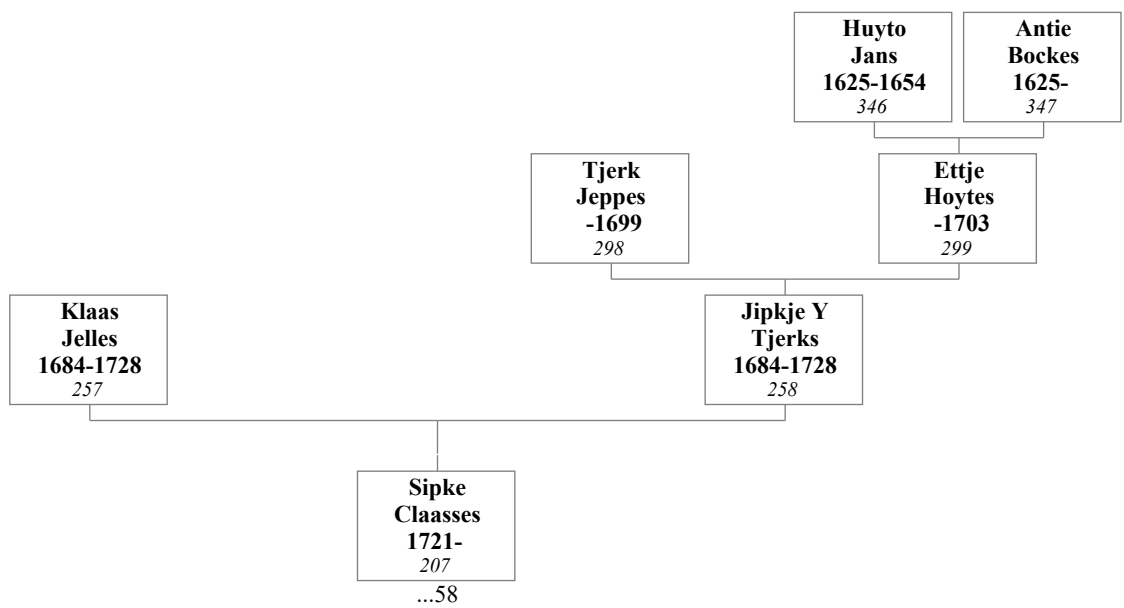 Huyto
Jans
1625-1654
346
Antie
Bockes
1625-
347
Tjerk
Jeppes
-1699
298
Ettje
Hoytes
-1703
299
Klaas
Jelles
1684-1728
257
Jipkje Y
Tjerks
1684-1728
258
Sipke
Claasses
1721-
207
...58